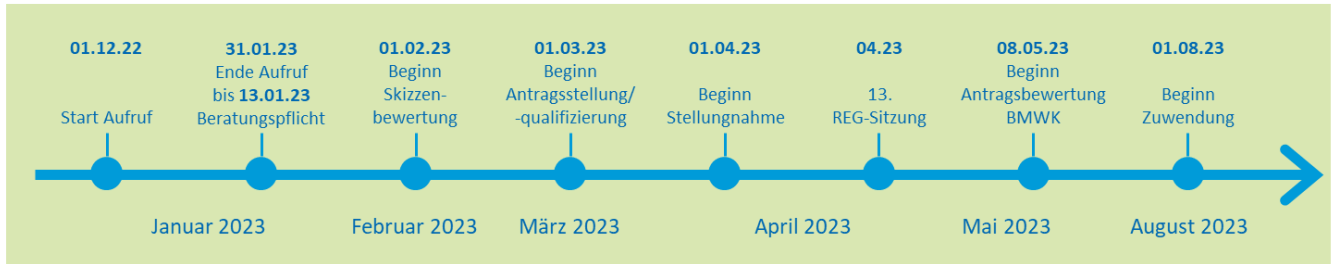 01.12.22
Start Aufruf
31.01.23
Ende Aufruf
bis 13.01.23
Beratungspflicht
01.02.23
Beginn
Skizzen-
bewertung
01.03.23
Beginn
Antragsstellung/
-qualifizierung
01.04.23
Beginn
Stellungnahme
04.23
13.
REG-Sitzung
08.05.23
Beginn
Antragsbewertung
BMWK
01.08.23
Beginn
Zuwendung
Januar 2023
Februar 2023
März 2023
April 2023
Mai 2023
August 2023